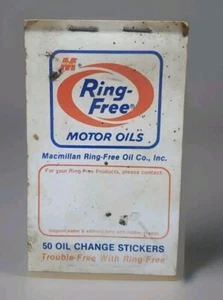 M
Ring-
Free®
MOTOR OILS
Macmillan Ring-Free Oil Co., Inc.
For your Ring Free Products, please contact:
50 OIL CHANGE STICKERS
Trouble-Free With Ring-Free